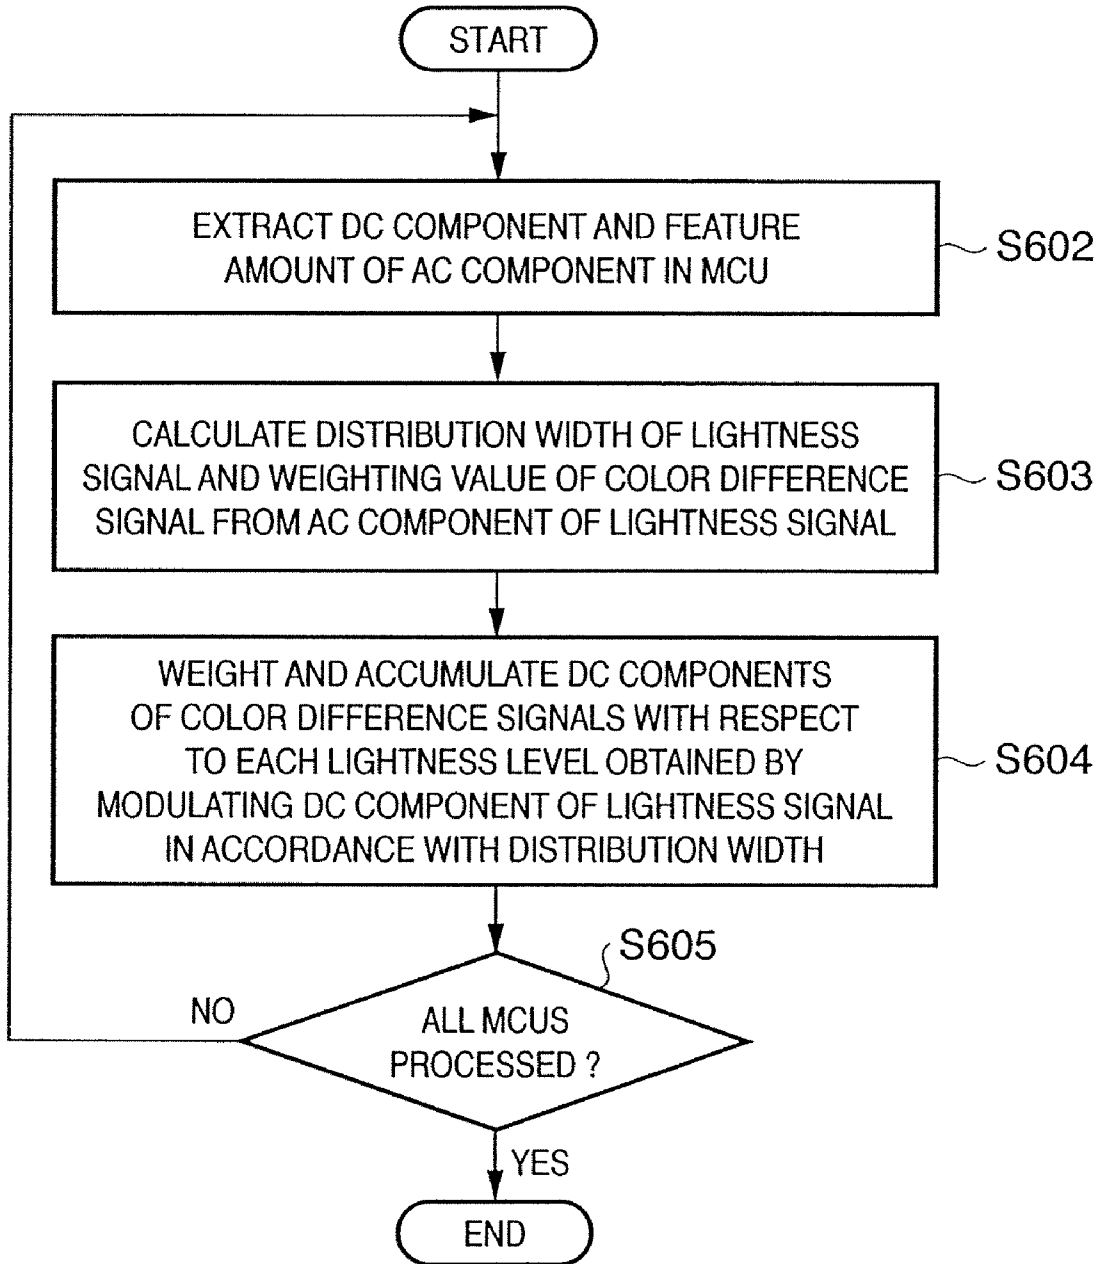 START
EXTRACT DC COMPONENT AND FEATURE
AMOUNT OF AC COMPONENT IN MCU
S602
CALCULATE DISTRIBUTION WIDTH OF LIGHTNESS
SIGNAL AND WEIGHTING VALUE OF COLOR DIFFERENCE
SIGNAL FROM AC COMPONENT OF LIGHTNESS SIGNAL
S603
WEIGHT AND ACCUMULATE DC COMPONENTS
OF COLOR DIFFERENCE SIGNALS WITH RESPECT
TO EACH LIGHTNESS LEVEL OBTAINED BY
MODULATING DC COMPONENT OF LIGHTNESS SIGNAL
IN ACCORDANCE WITH DISTRIBUTION WIDTH
S604
S605
NO
ALL MCUS
PROCESSED ?
YES
END